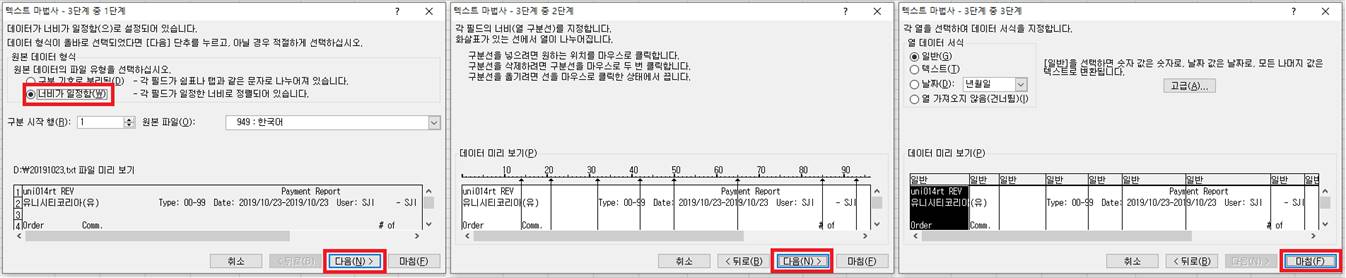 텍스트 마법사 - 3단계 중 1단계
데이터가 너비가 일정함(으)로 설정되어 있습니다.
데이터 형식이 올바로 선택되었다면 [다음] 단추를 누르고, 아닐 경우 적절하게 선택하십시오.
원본 데이터 형식
원본 데이터의 파일 유형을 선택하십시오.
구분 기호로 분리됨(D) - 각 필드가 쉼표나 탭과 같은 문자로 나누어져 있습니다.
너비가 일정함(W) - 각 필드가 일정한 너비로 정렬되어 있습니다.
구분 시작 행(R): 1 원본 파일(O): 949 : 한국어
D:\20191023.txt 파일 미리 보기
1 uni014rt REV Payment Report
2 유니시티코리아(유) Type: 00-99 Date: 2019/10/23-2019/10/23 User: SJI - SJI
3
4 Order Comm. # of
취소 < 뒤로(B) 다음(N) > 마침(F)
텍스트 마법사 - 3단계 중 2단계
각 필드의 너비(열 구분선)를 지정합니다.
화살표가 있는 선에서 열이 나누어집니다.
구분선을 넣으려면 원하는 위치를 마우스로 클릭합니다.
구분선을 삭제하려면 구분선을 마우스로 두 번 클릭합니다.
구분선을 옮기려면 선을 마우스로 클릭한 상태에서 끕니다.
데이터 미리 보기(P)
10 20 30 40 50 60 70 80 90
uni014rt REV Payment Report
유니시티코리아(유) Type: 00-99 Date: 2019/10/23-2019/10/23 User: SJI - SJI
Order Comm. # of
취소 < 뒤로(B) 다음(N) > 마침(F)
텍스트 마법사 - 3단계 중 3단계
각 열을 선택하여 데이터 서식을 지정합니다.
열 데이터 서식
일반(G)
텍스트(T)
날짜(D): 년월일
열 가져오지 않음(건너뜀)(I)
[일반]을 선택하면 숫자 값은 숫자로, 날짜 값은 날짜로, 모든 나머지 값은
텍스트로 변환됩니다.
고급(A)...
데이터 미리 보기(P)
일반 일반 일반 일반 일반 일반 일반 일반 일반
uni014rt REV Payment Report
유니시티코리아(유) Type: 00-99 Date: 2019/10/23-2019/10/23 User: SJI - SJI
Order Comm. # of
취소 < 뒤로(B) 다음(N) > 마침(F)